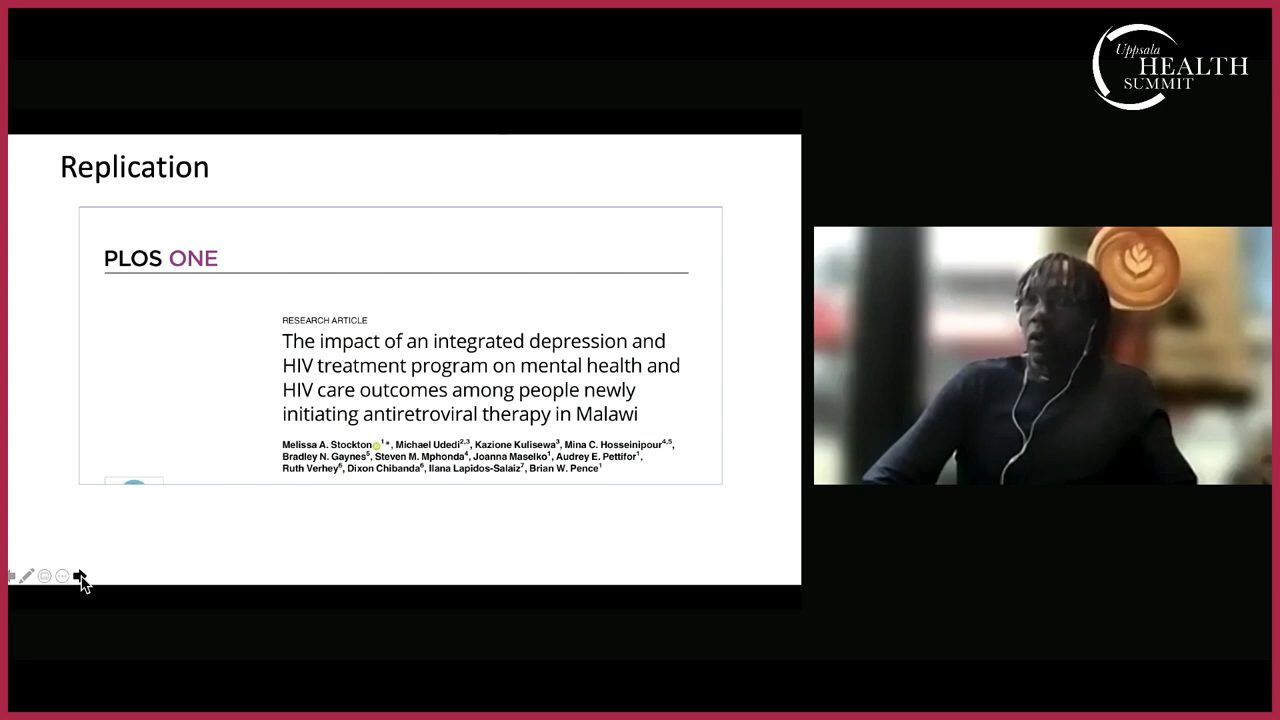 Uppsala
HEALTH
SUMMIT
Replication
PLOS ONE
RESEARCH ARTICLE
The impact of an integrated depression and
HIV treatment program on mental health and
HIV care outcomes among people newly
initiating antiretroviral therapy in Malawi
Melissa A. Stockton1*, Michael Udedi2,3, Kazione Kulisewa3, Mina C. Hosseinipour4,5,
Bradley N. Gaynes5, Steven M. Mphonda4, Joanna Maselko1, Audrey E. Pettifor1,
Ruth Verhey6, Dixon Chibanda6, Ilana Lapidos-Salaiz7, Brian W. Pence1